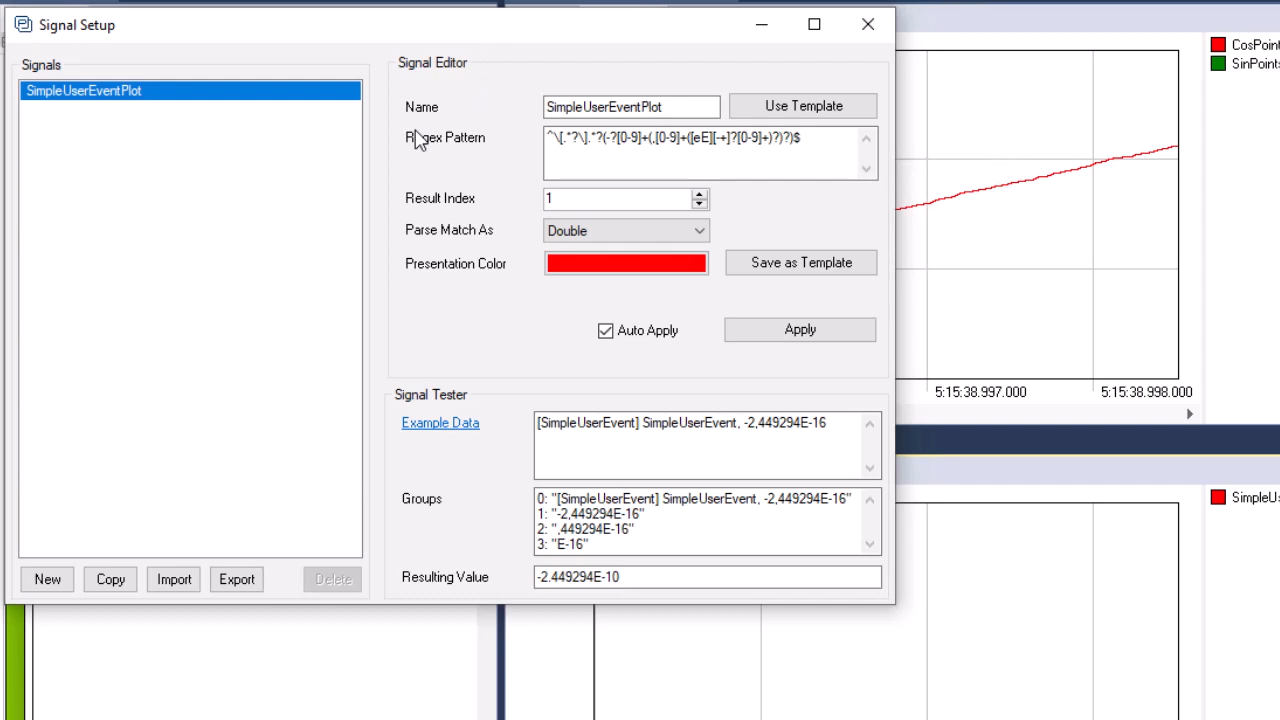 Signal Setup
Signals
SimpleUserEventPlot
New
Copy
Import
Export
Delete
Signal Editor
Name
SimpleUserEventPlot
Use Template
Regex Pattern
^\[.*?\].*?(-?[0-9]+(,[0-9]+([eE][-+]?[0-9]+)?)?)$
Result Index
1
Parse Match As
Double
Presentation Color
Save as Template
Auto Apply
Apply
Signal Tester
Example Data
[SimpleUserEvent] SimpleUserEvent, -2,449294E-16
Groups
0: "[SimpleUserEvent] SimpleUserEvent, -2,449294E-16"
1: "-2,449294E-16"
2: ",449294E-16"
3: "E-16"
Resulting Value
-2.449294E-10
CosPoint
SinPoints
5:15:38.997.000
5:15:38.998.000
SimpleUs